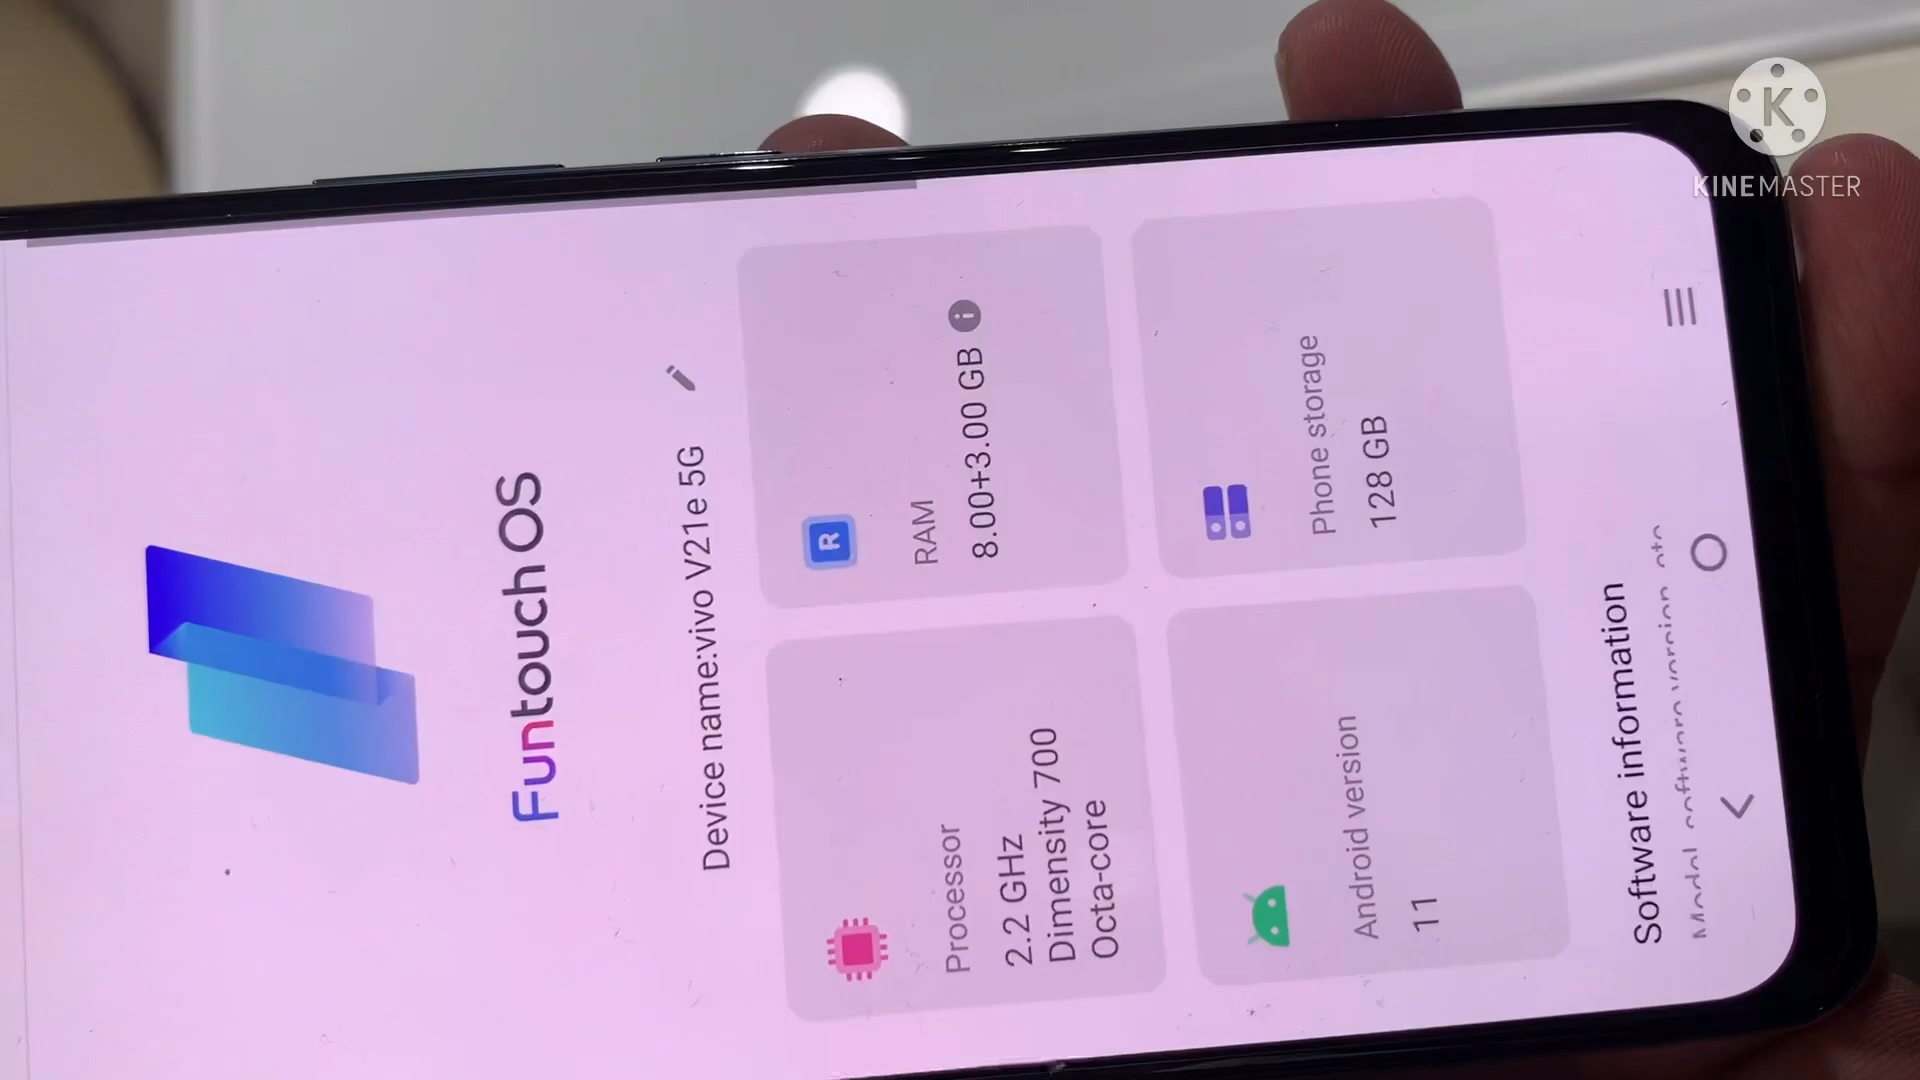 Funtouch OS
Device name:vivo V21e 5G
Processor
2.2 GHz
Dimensity 700
Octa-core
R
RAM
8.00+3.00 GB
Android version
11
Phone storage
128 GB
Software information
K
KINEMASTER